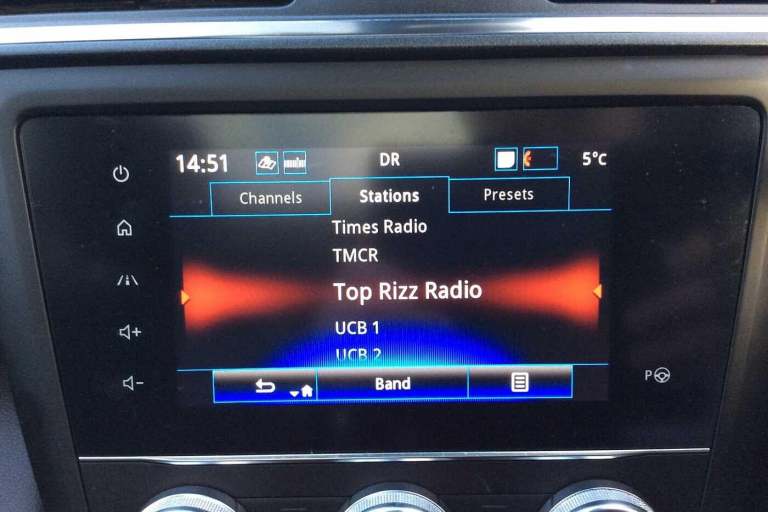 14:51 DR 5°C
Channels Stations Presets
Times Radio
TMCR
Top Rizz Radio
UCB 1
UCB 2
Band
P